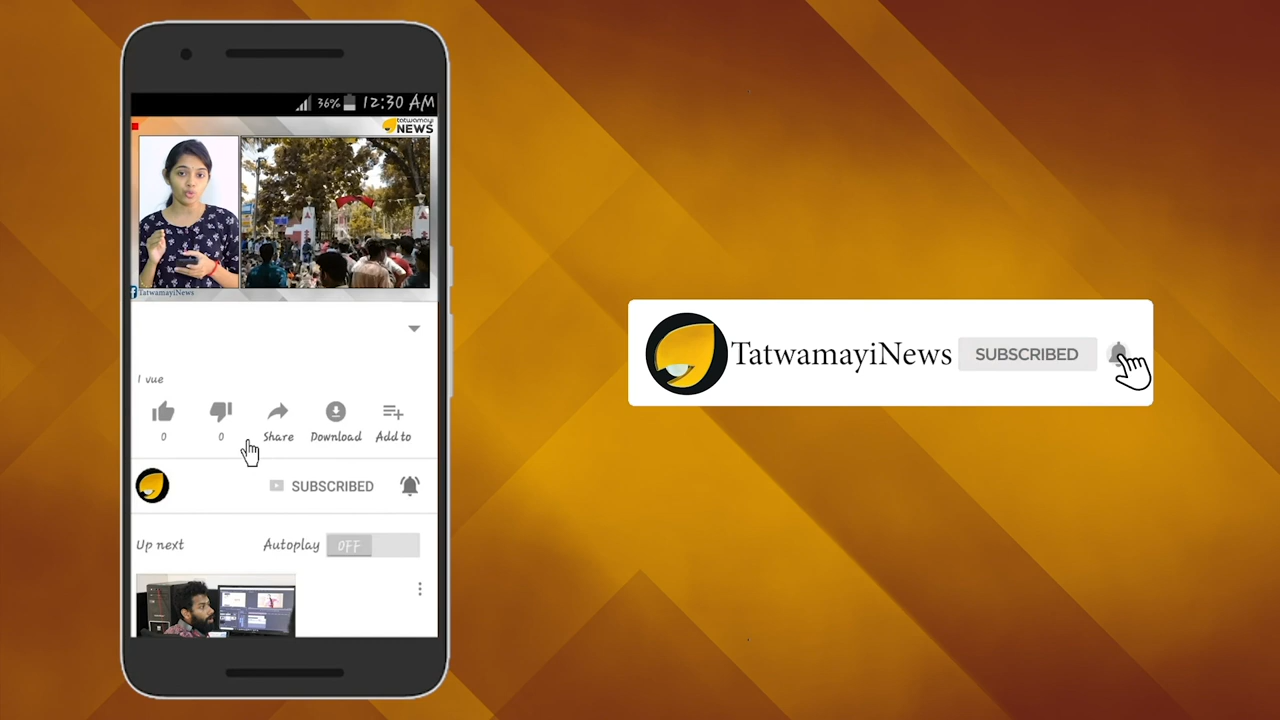 36% 12:30 AM
tatwamayi
NEWS
TatwamayiNews
1 vue
0 0 Share Download Add to
SUBSCRIBED
Up next Autoplay OFF
TatwamayiNews SUBSCRIBED